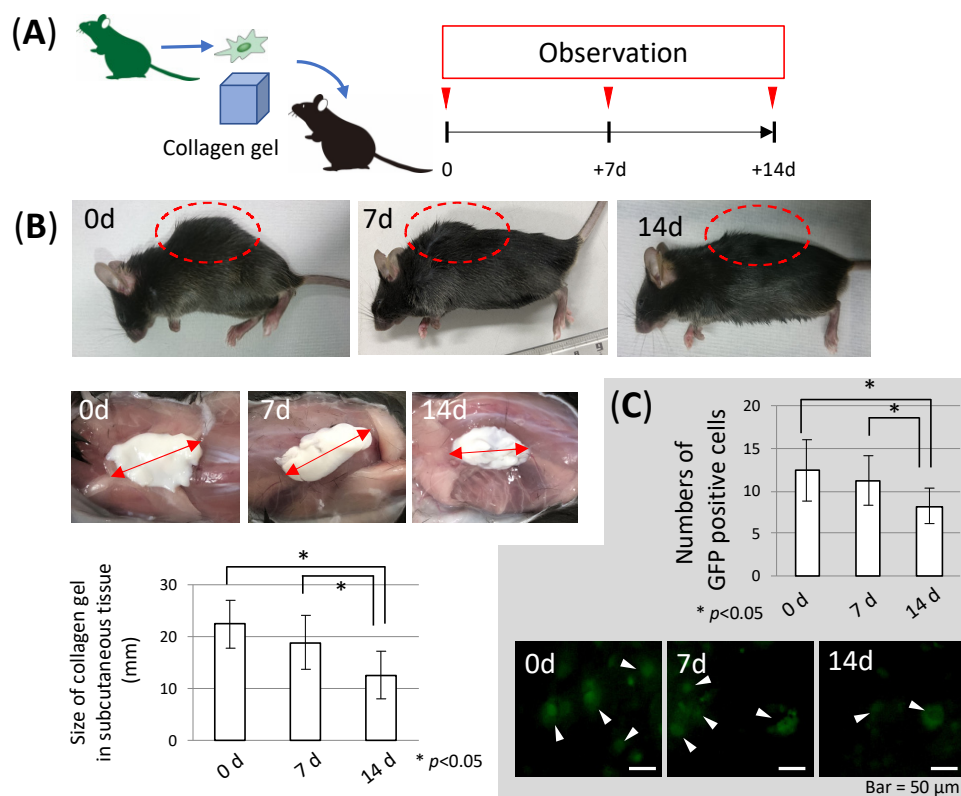 (A)
Collagen gel
Observation
0
+7d
+14d
(B)
0d
7d
14d
0d
7d
14d
Size of collagen gel
in subcutaneous tissue
(mm)
*
*
30
20
10
0
0 d
7 d
14 d
* p<0.05
(C)
Numbers of
GFP positive cells
*
*
20
15
10
5
0
0 d
7 d
14 d
* p<0.05
0d
7d
14d
Bar = 50 µm